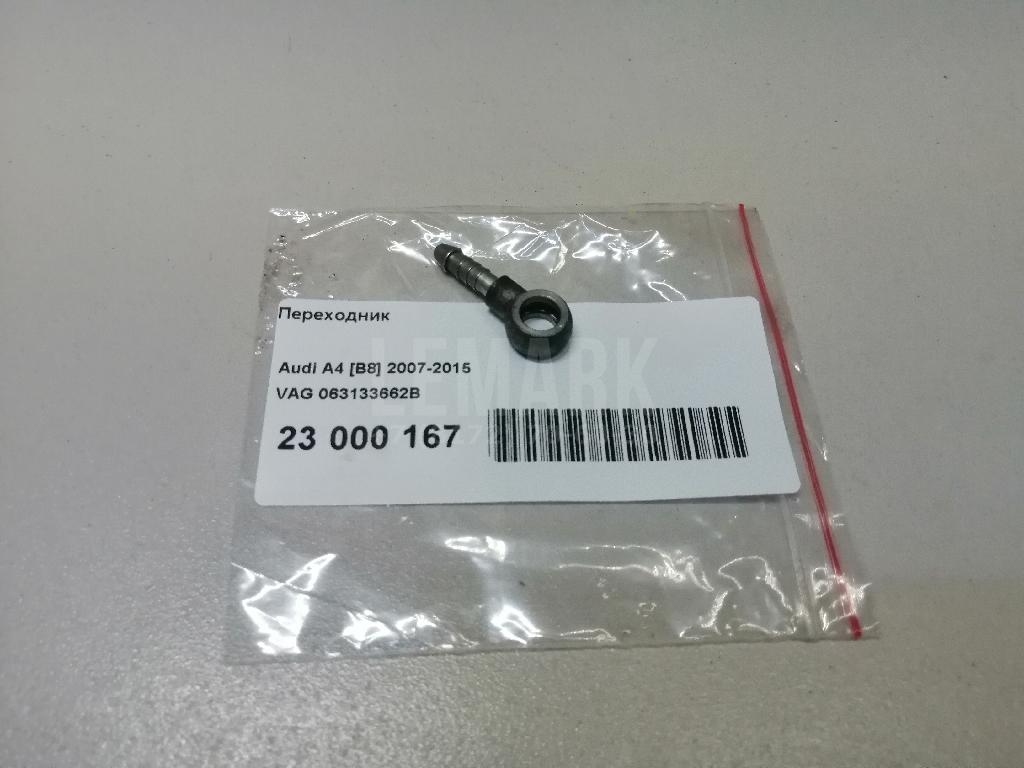 Переходник
Audi A4 [B8] 2007-2015
VAG 063133662B
LEMARK
23 000 167